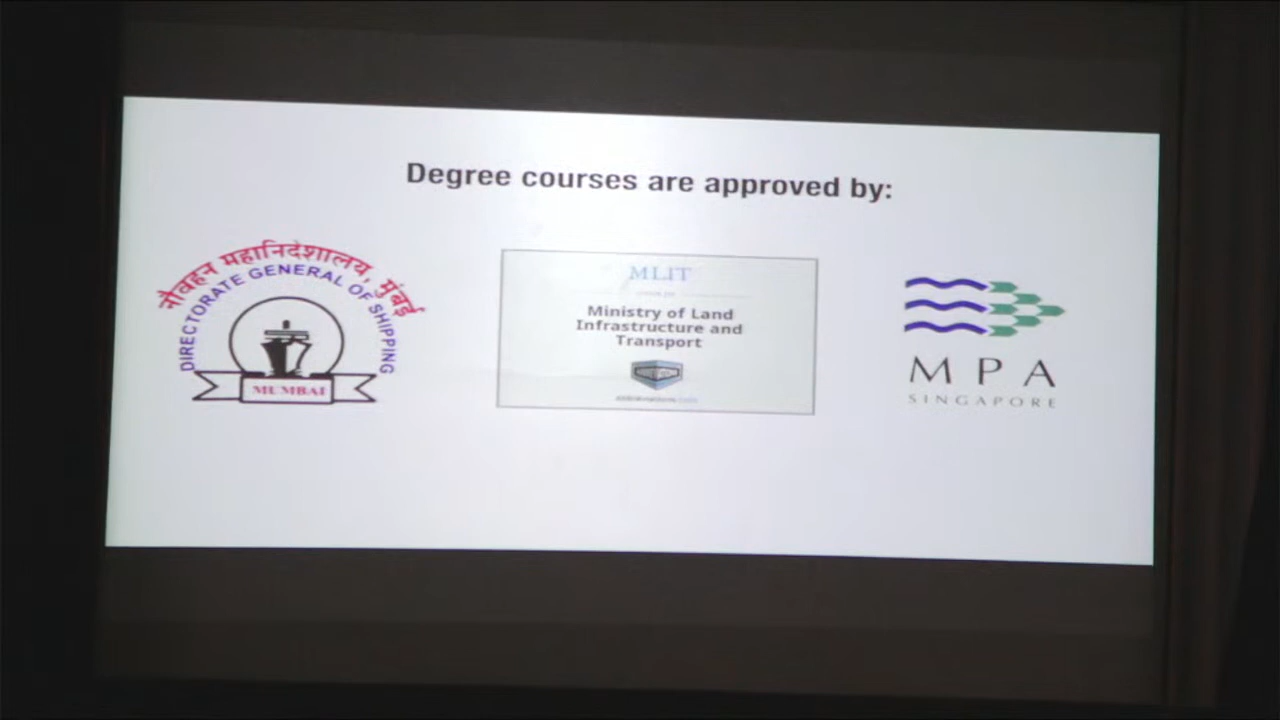 Degree courses are approved by:
नौवहन महानिदेशालय, मुंबई
DIRECTORATE GENERAL OF SHIPPING
MUMBAI
MLIT
Ministry of Land
Infrastructure and
Transport
MPA
SINGAPORE